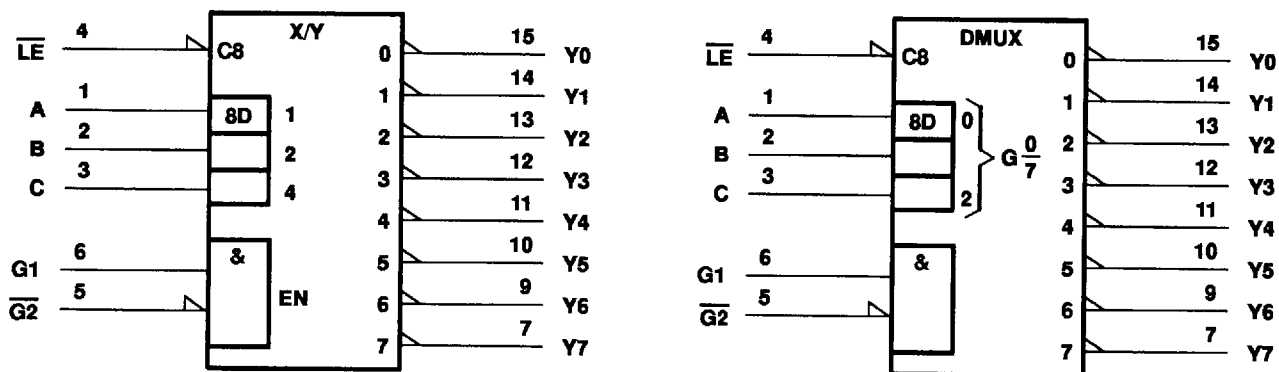 X/Y
LE 4 C8 0 15 Y0
A 1 8D 1 1 14 Y1
B 2 2 2 13 Y2
C 3 4 3 12 Y3
4 11 Y4
G1 6 & EN 5 10 Y5
G2 5 6 9 Y6
7 7 Y7
DMUX
LE 4 C8 0 15 Y0
A 1 8D 0 1 14 Y1
B 2 G 0/7 2 13 Y2
C 3 2 3 12 Y3
4 11 Y4
G1 6 & 5 10 Y5
G2 5 6 9 Y6
7 7 Y7